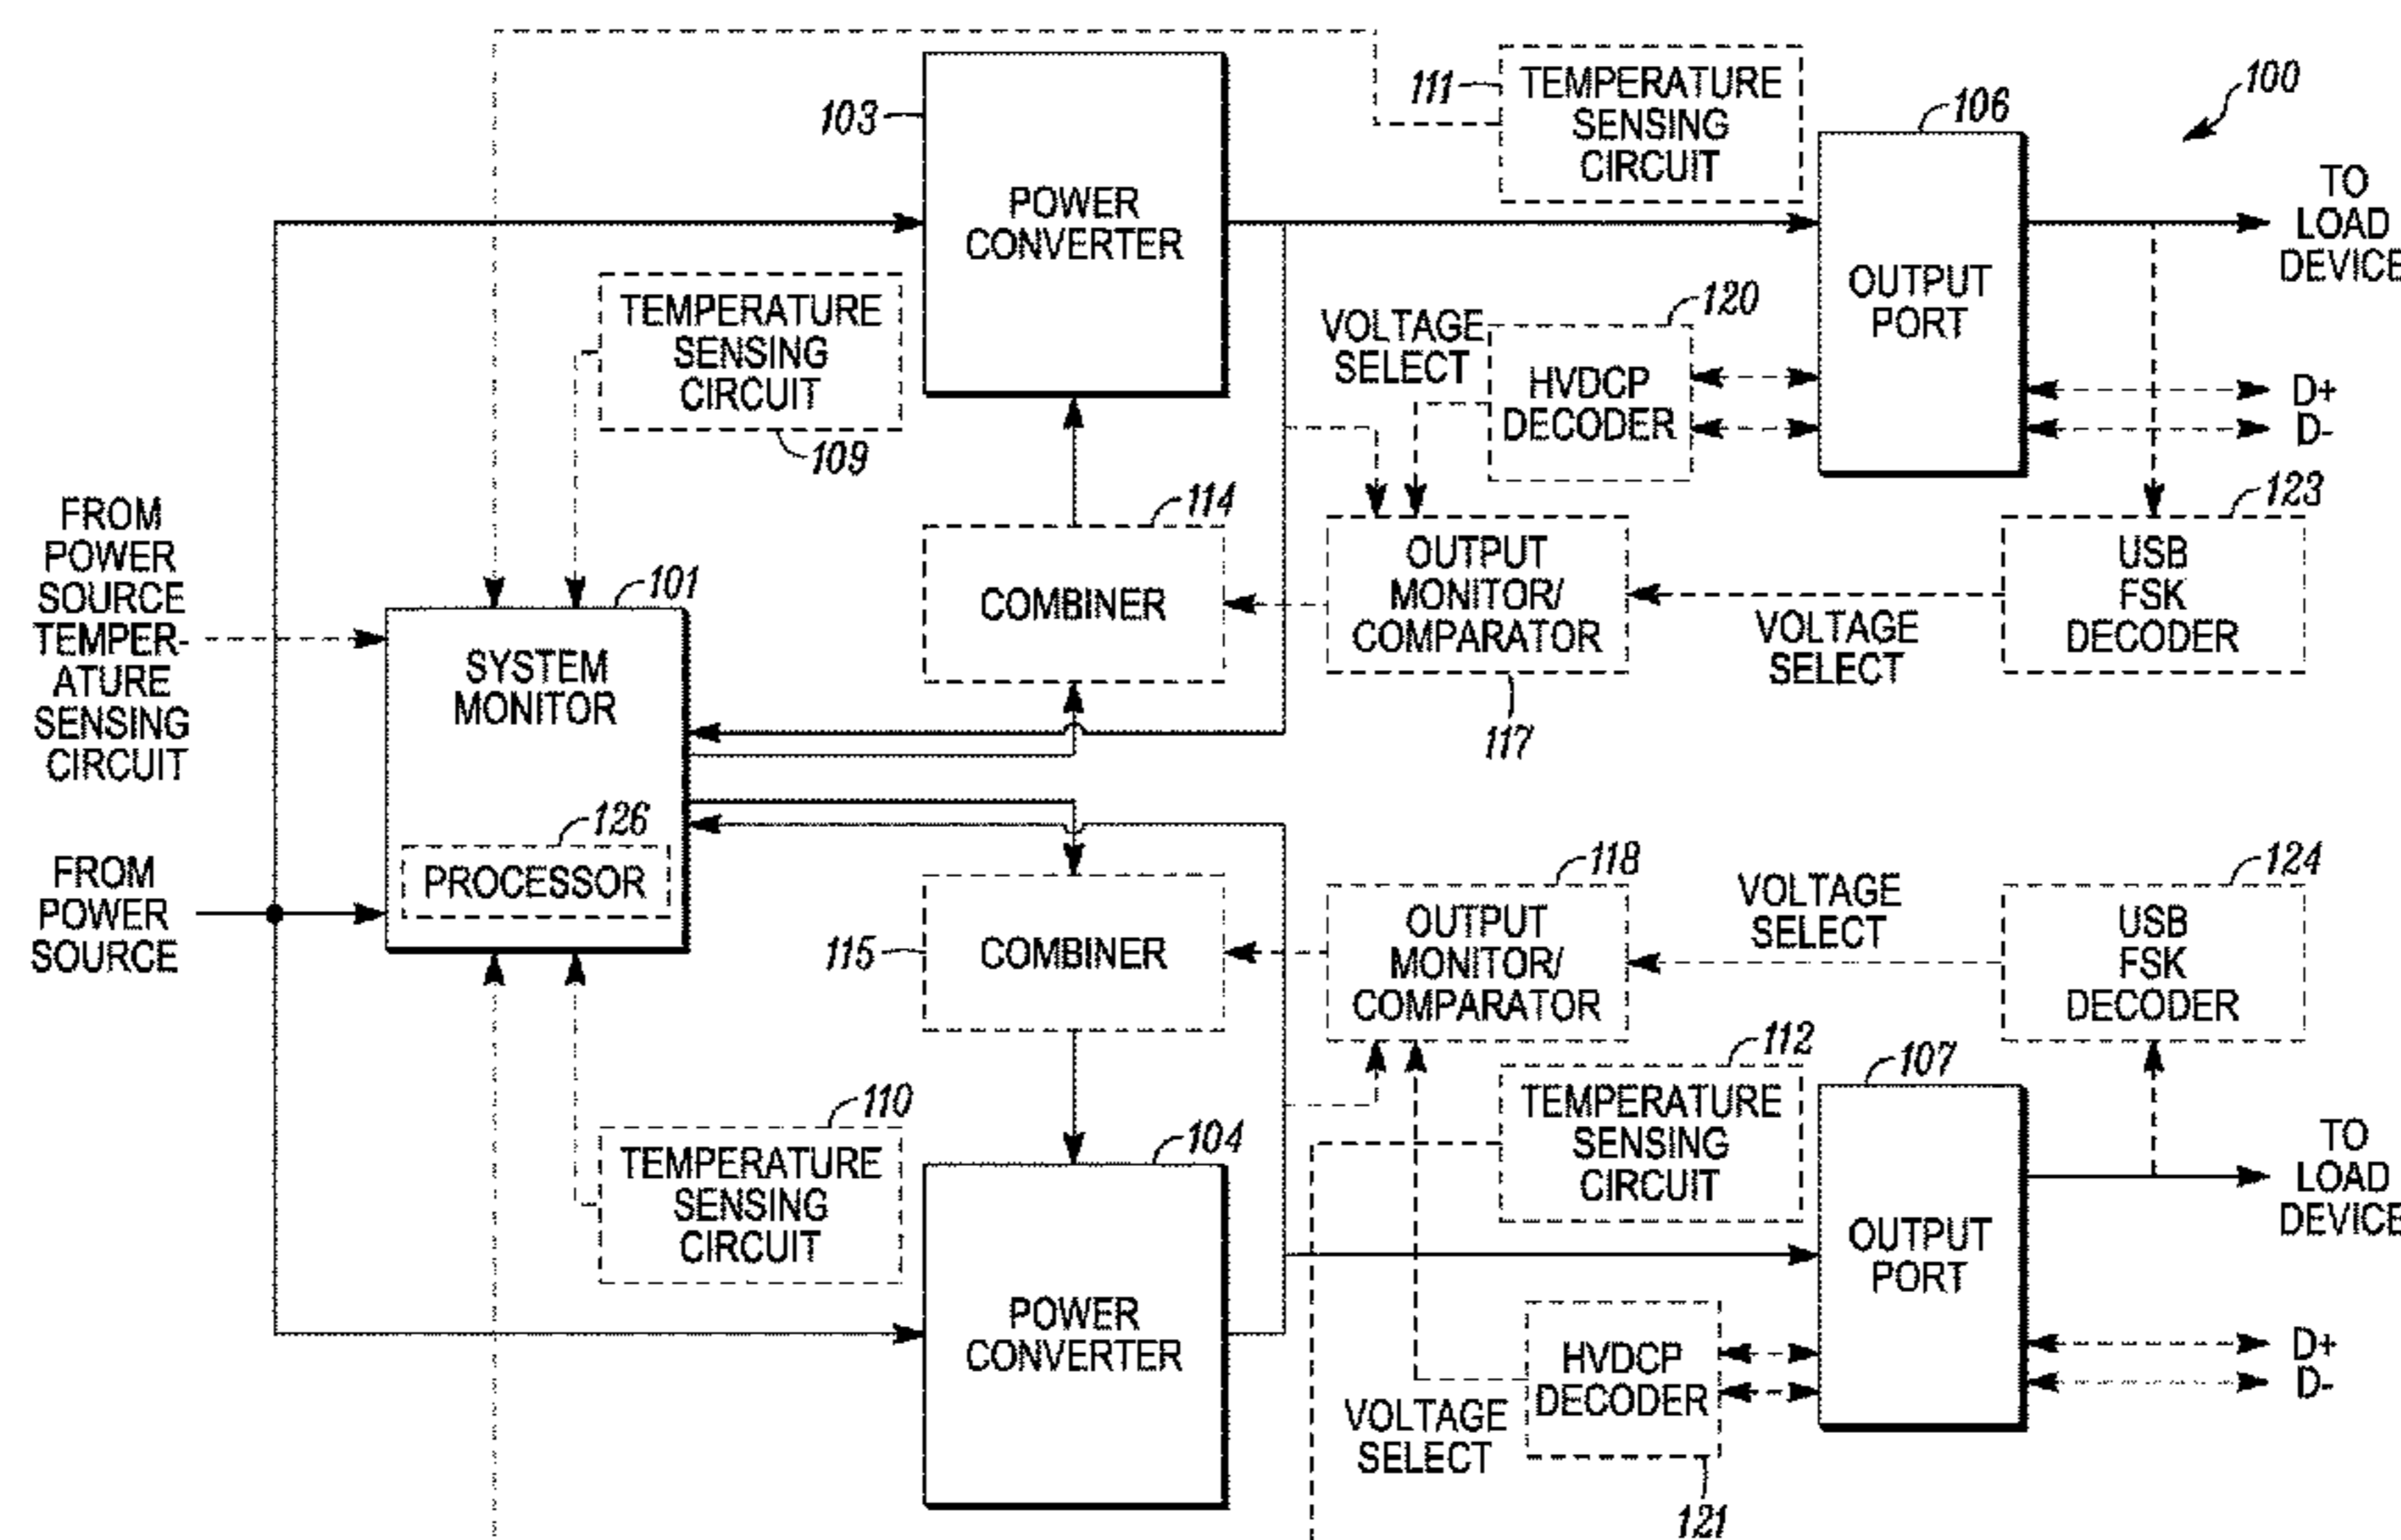 111
TEMPERATURE
SENSING
CIRCUIT
100
103
106
POWER
CONVERTER
TO
LOAD
DEVICE
OUTPUT
PORT
TEMPERATURE
SENSING
CIRCUIT
109
VOLTAGE
SELECT
120
HVDCP
DECODER
D+
D-
FROM
POWER
SOURCE
TEMPER-
ATURE
SENSING
CIRCUIT
101
SYSTEM
MONITOR
114
COMBINER
OUTPUT
MONITOR/
COMPARATOR
117
VOLTAGE
SELECT
123
USB
FSK
DECODER
126
PROCESSOR
FROM
POWER
SOURCE
115
COMBINER
118
OUTPUT
MONITOR/
COMPARATOR
VOLTAGE
SELECT
124
USB
FSK
DECODER
110
TEMPERATURE
SENSING
CIRCUIT
104
POWER
CONVERTER
112
TEMPERATURE
SENSING
CIRCUIT
107
OUTPUT
PORT
TO
LOAD
DEVICE
VOLTAGE
SELECT
HVDCP
DECODER
121
D+
D-